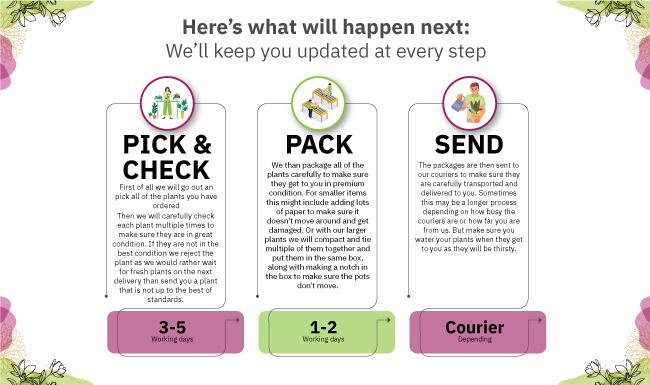 Here's what will happen next:
We'll keep you updated at every step
PICK &
CHECK
First of all we will go out an
pick all of the plants you have
ordered
Then we will carefully check
each plant multiple times to
make sure they are in great
condition. If they are not in the
best condition we reject the
plant as we would rather wait
for fresh plants on the next
delivery than send you a plant
that is not up to the best of
standards.
3-5
Working days
PACK
We than package all of the
plants carefully to make sure
they get to you in premium
condition. For smaller items
this might include adding lots
of paper to make sure it
doesn't move around and get
damaged. Or with our larger
plants we will compact and tie
multiple of them together and
put them in the same box,
along with making a notch in
the box to make sure the pots
don't move.
1-2
Working days
SEND
The packages are then sent to
our couriers to make sure they
are carefully transported and
delivered to you. Sometimes
this may be a longer process
depending on how busy the
couriers are or how far you are
from us. But make sure you
water your plants when they get
to you as they will be thirsty.
Courier
Depending